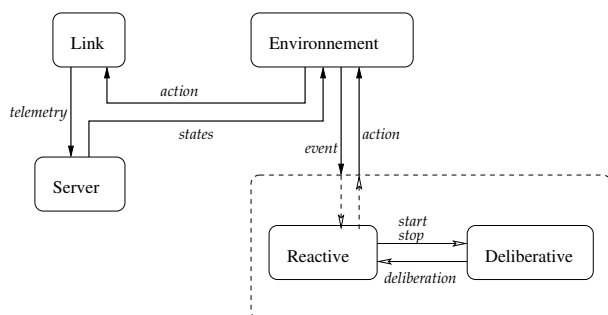 Link
Environnement
action
telemetry
states
event
action
Server
start
stop
Reactive
Deliberative
deliberation